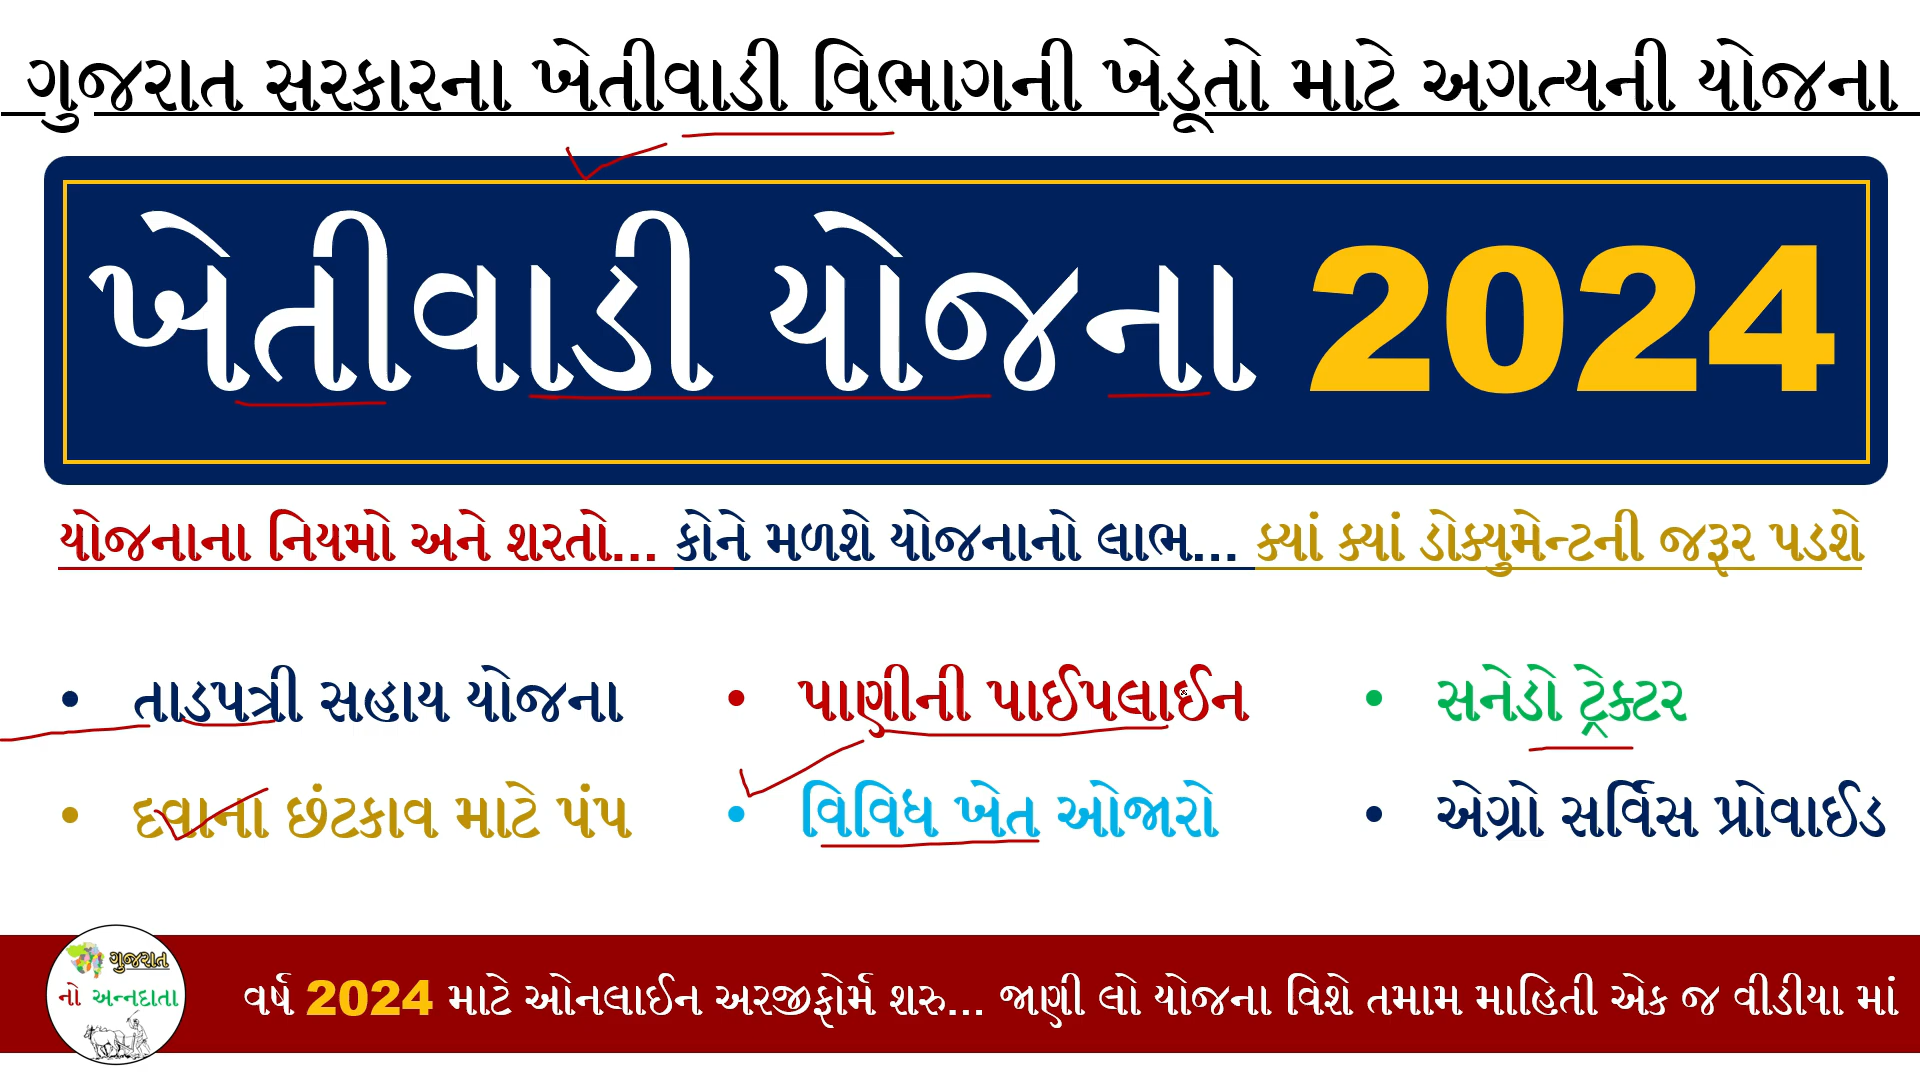 ગુજરાત સરકારના ખેતીવાડી વિભાગની ખેડૂતો માટે અગત્યની યોજના
ખેતીવાડી યોજના 2024
યોજનાના નિયમો અને શરતો... કોને મળશે યોજનાનો લાભ... ક્યાં ક્યાં ડોક્યુમેન્ટની જરૂર પડશે
• તાડપત્રી સહાય યોજના • પાણીની પાઈપલાઈન • સનેડો ટ્રેક્ટર
• દવાના છંટકાવ માટે પંપ • વિવિધ ખેત ઓજારો • એગ્રો સર્વિસ પ્રોવાઈડ
ગુજરાત
નો અન્નદાતા
વર્ષ 2024 માટે ઓનલાઈન અરજીફોર્મ શરુ... જાણી લો યોજના વિશે તમામ માહિતી એક જ વીડીયા માં